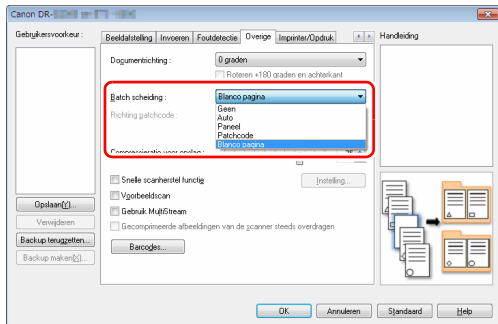 Canon DR-
Gebruikersvoorkeur :
Beeldafstelling Invoeren Foutdetectie Overige Imprinter/Opdruk
Handleiding
Documentrichting : 0 graden
Roteren +180 graden en achterkant
Batch scheiding : Blanco pagina
Geen
Auto
Richting patchcode :
Paneel
Patchcode
Blanco pagina
Compressieratio voor opslag :
Snelle scanherstel functie Instelling...
Voorbeeldscan
Gebruik MultiStream
Gecomprimeerde afbeeldingen van de scanner steeds overdragen
Barcodes...
Opslaan(Y)...
Verwijderen
Backup terugzetten...
Backup maken(X)...
OK Annuleren Standaard Help